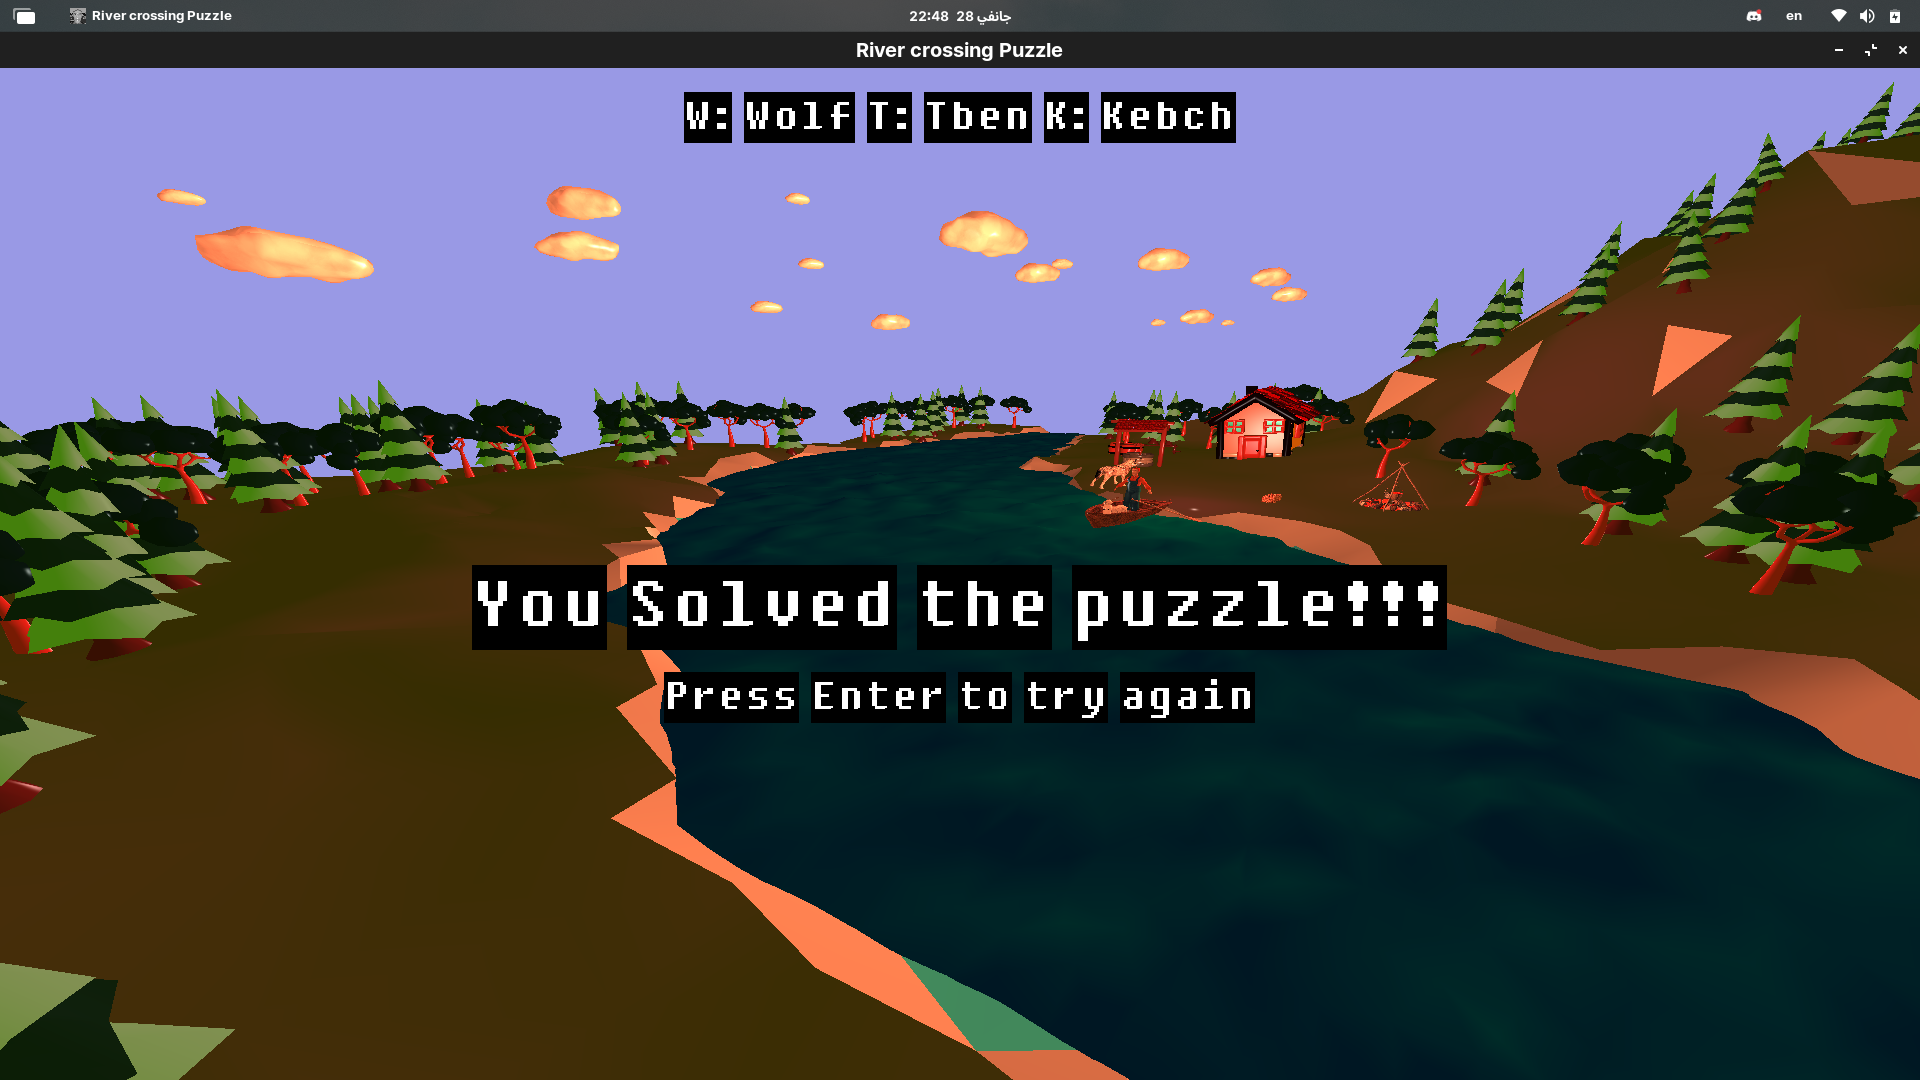 River crossing Puzzle 22:48 28 جانفي en
River crossing Puzzle
W: Wolf T: Tben K: Kebch
You Solved the puzzle!!!
Press Enter to try again